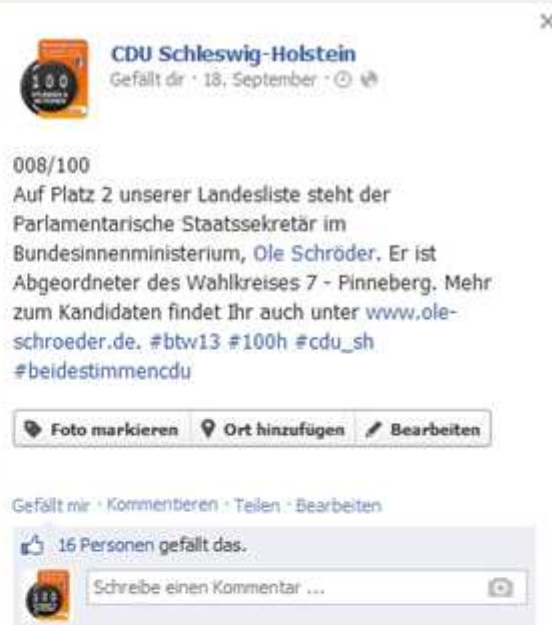 CDU Schleswig-Holstein
Gefällt dir · 18. September ·
100
008/100
Auf Platz 2 unserer Landesliste steht der
Parlamentarische Staatssekretär im
Bundesinnenministerium, Ole Schröder. Er ist
Abgeordneter des Wahlkreises 7 - Pinneberg. Mehr
zum Kandidaten findet Ihr auch unter www.ole-
schroeder.de. #btw13 #100h #cdu_sh
#beidestimmencdu
Foto markieren Ort hinzufügen Bearbeiten
Gefällt mir · Kommentieren · Teilen · Bearbeiten
16 Personen gefällt das.
100
Schreibe einen Kommentar ...